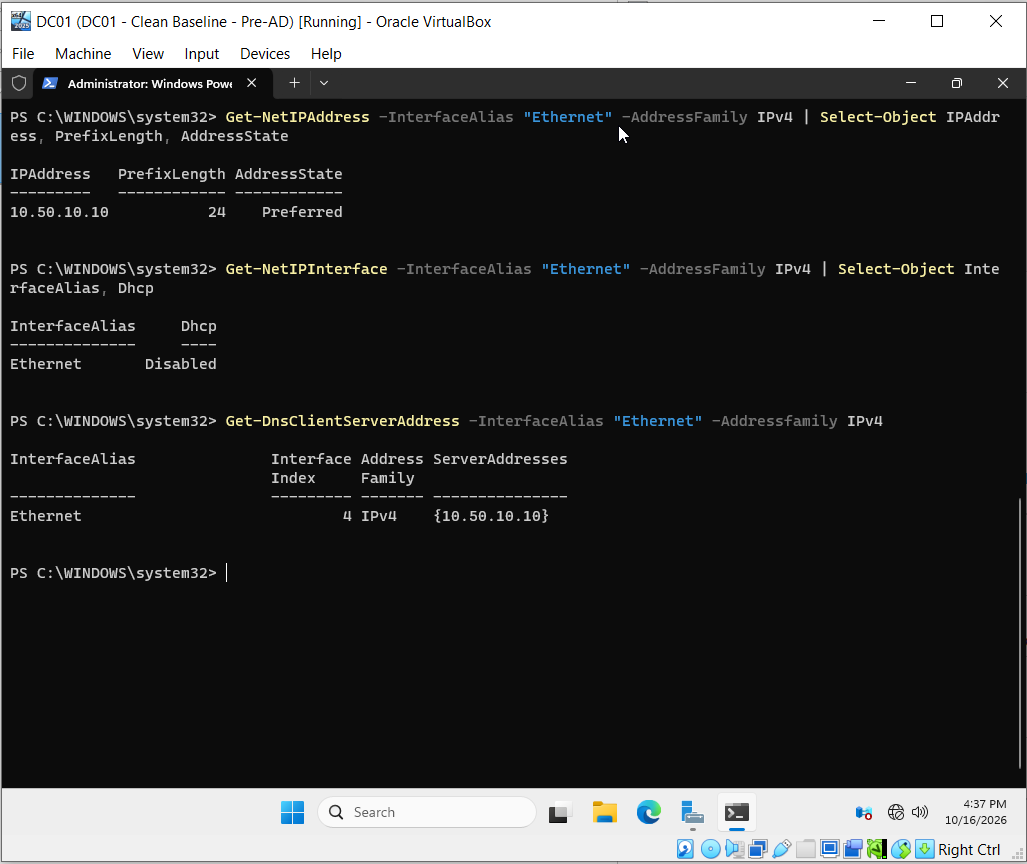 DC01 (DC01 - Clean Baseline - Pre-AD) [Running] - Oracle VirtualBox
File Machine View Input Devices Help
Administrator: Windows Powe
PS C:\WINDOWS\system32> Get-NetIPAddress -InterfaceAlias "Ethernet" -AddressFamily IPv4 | Select-Object IPAddr
ess, PrefixLength, AddressState
IPAddress PrefixLength AddressState
--------- ------------ ------------
10.50.10.10 24 Preferred
PS C:\WINDOWS\system32> Get-NetIPInterface -InterfaceAlias "Ethernet" -AddressFamily IPv4 | Select-Object Inte
rfaceAlias, Dhcp
InterfaceAlias Dhcp
-------------- ----
Ethernet Disabled
PS C:\WINDOWS\system32> Get-DnsClientServerAddress -InterfaceAlias "Ethernet" -Addressfamily IPv4
InterfaceAlias Interface Address ServerAddresses
Index Family
-------------- --------- ------- ---------------
Ethernet 4 IPv4 {10.50.10.10}
PS C:\WINDOWS\system32>
Search
4:37 PM
10/16/2026
Right Ctrl